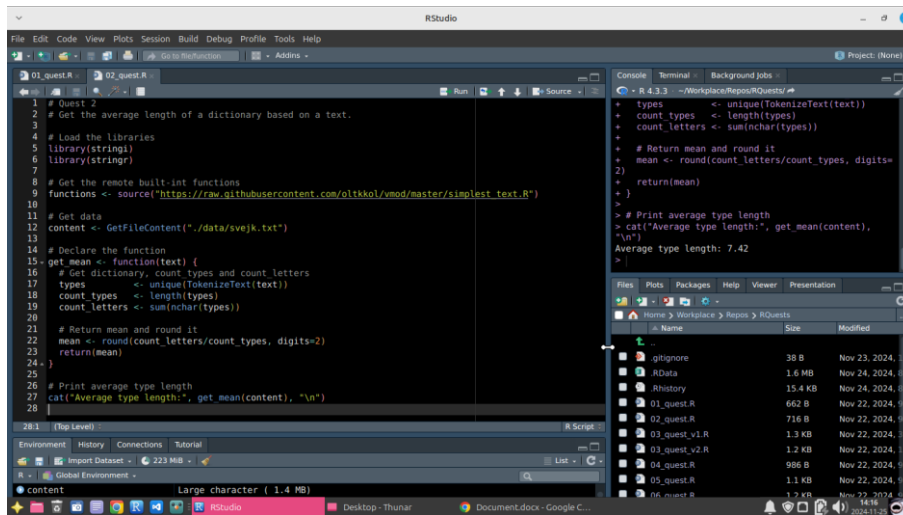 RStudio
File Edit Code View Plots Session Build Debug Profile Tools Help
Go to file/function Addins Project: (None)
01_quest.R 02_quest.R
Run Source
1 # Quest 2
2 # Get the average length of a dictionary based on a text.
3
4 # Load the libraries
5 library(stringi)
6 library(stringr)
7
8 # Get the remote built-int functions
9 functions <- source("https://raw.githubusercontent.com/oltkkol/vmod/master/simplest_text.R")
10
11 # Get data
12 content <- GetFileContent("./data/svejk.txt")
13
14 # Declare the function
15 get_mean <- function(text) {
16 # Get dictionary, count_types and count_letters
17 types <- unique(TokenizeText(text))
18 count_types <- length(types)
19 count_letters <- sum(nchar(types))
20
21 # Return mean and round it
22 mean <- round(count_letters/count_types, digits=2)
23 return(mean)
24 }
25
26 # Print average type length
27 cat("Average type length:", get_mean(content), "\n")
28
28:1 (Top Level) R Script
Environment History Connections Tutorial
Import Dataset 223 MiB List
R Global Environment
content Large character ( 1.4 MB)
Console Terminal Background Jobs
R 4.3.3 · ~/Workplace/Repos/RQuests/
+ types <- unique(TokenizeText(text))
+ count_types <- length(types)
+ count_letters <- sum(nchar(types))
+
+ # Return mean and round it
+ mean <- round(count_letters/count_types, digits=
2)
+ return(mean)
+ }
>
> # Print average type length
> cat("Average type length:", get_mean(content),
"\n")
Average type length: 7.42
>
Files Plots Packages Help Viewer Presentation
Home Workplace Repos RQuests
Name Size Modified
..
.gitignore 38 B Nov 23, 2024,
.RData 1.6 MB Nov 24, 2024,
.Rhistory 15.4 KB Nov 24, 2024,
01_quest.R 662 B Nov 22, 2024,
02_quest.R 716 B Nov 22, 2024,
03_quest_v1.R 1.3 KB Nov 22, 2024,
03_quest_v2.R 1.2 KB Nov 22, 2024,
04_quest.R 986 B Nov 22, 2024,
05_quest.R 1.1 KB Nov 22, 2024,
06_quest.R 1.2 KB Nov 22, 2024
RStudio Desktop - Thunar Document.docx - Google C... 14:16
2024-11-25